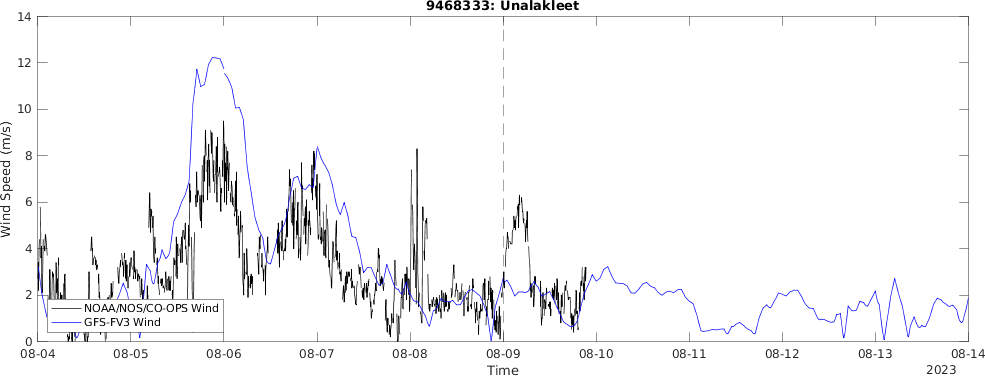 9468333: Unalakleet
14
12
10
8
6
4
2
0
Wind Speed (m/s)
NOAA/NOS/CO-OPS Wind
GFS-FV3 Wind
08-04 08-05 08-06 08-07 08-08 08-09 08-10 08-11 08-12 08-13 08-14
Time
2023